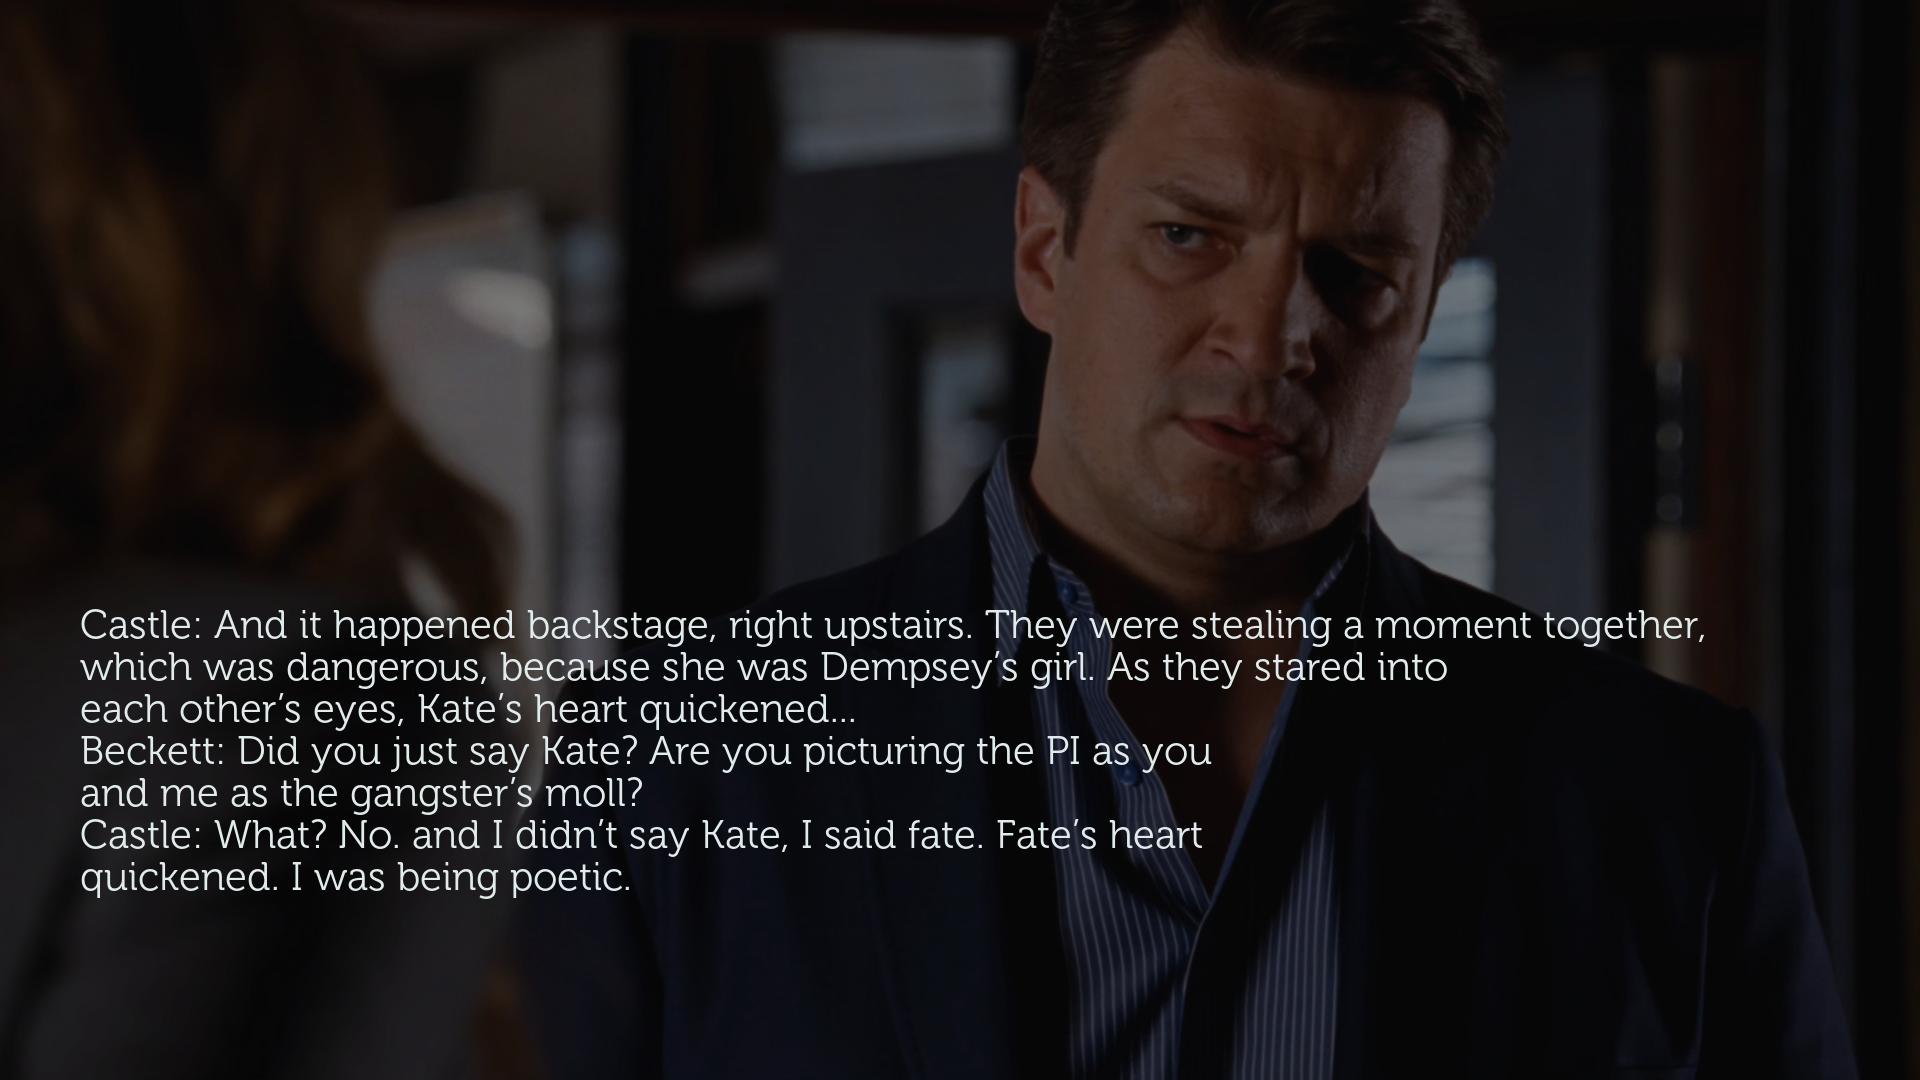 Castle: And it happened backstage, right upstairs. They were stealing a moment together,
which was dangerous, because she was Dempsey’s girl. As they stared into
each other’s eyes, Kate’s heart quickened...
Beckett: Did you just say Kate? Are you picturing the PI as you
and me as the gangster’s moll?
Castle: What? No. and I didn’t say Kate, I said fate. Fate’s heart
quickened. I was being poetic.